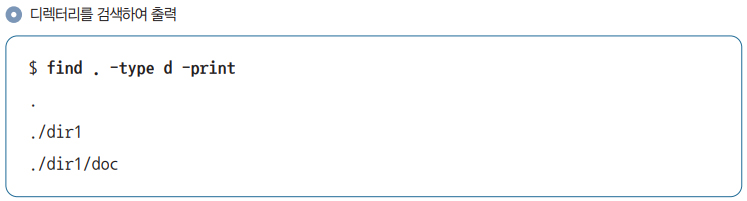 디렉터리를 검색하여 출력
$ find . -type d -print
.
./dir1
./dir1/doc